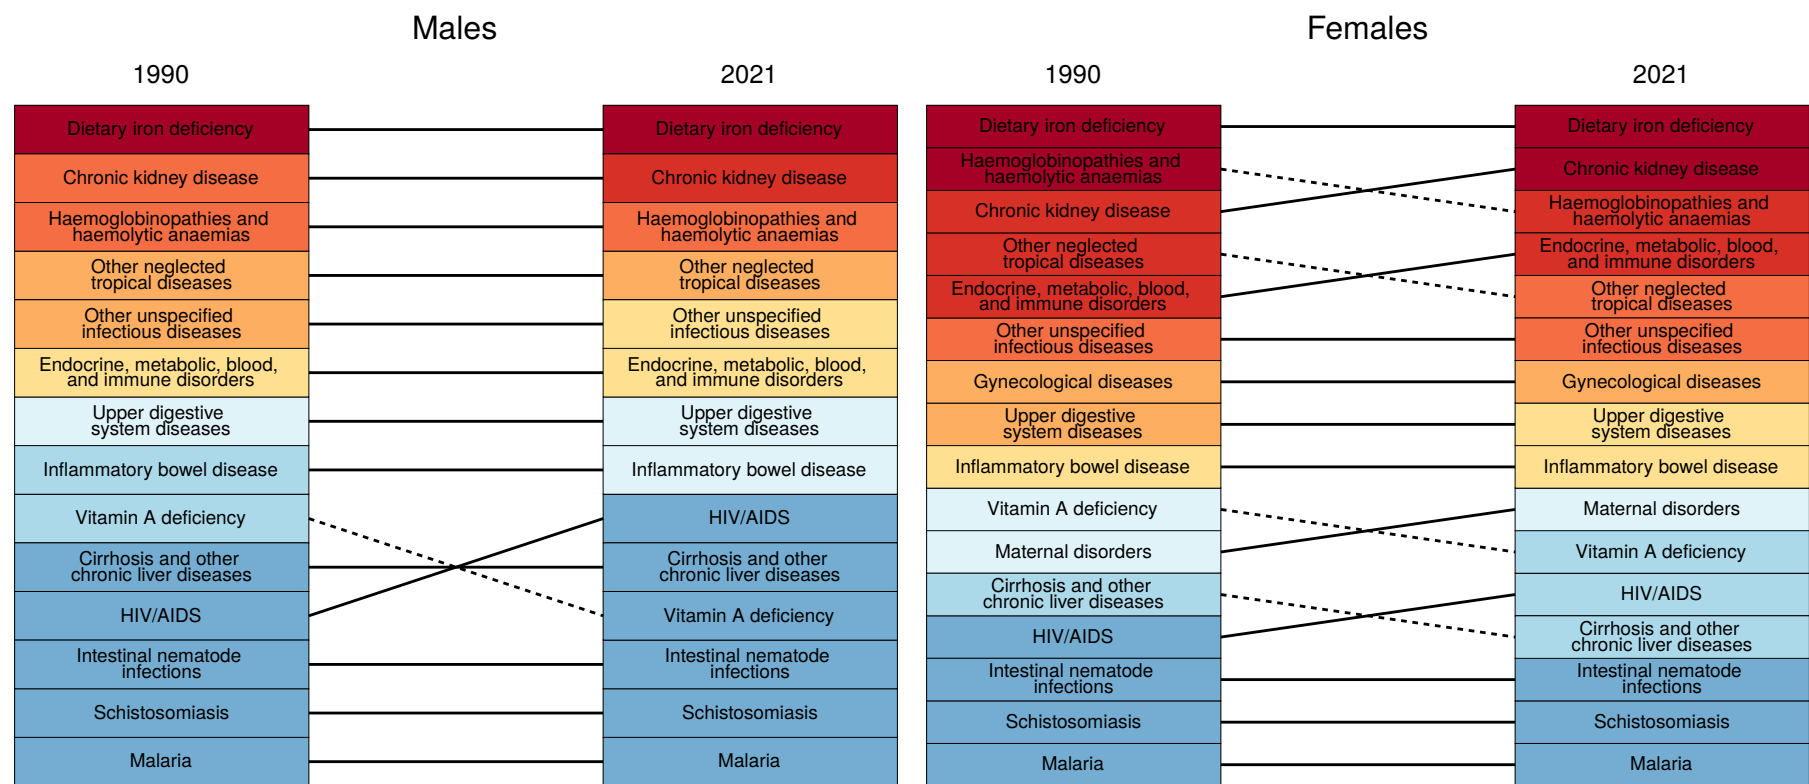 Males
1990
2021
Dietary iron deficiency
Chronic kidney disease
Haemoglobinopathies and
haemolytic anaemias
Other neglected
tropical diseases
Other unspecified
infectious diseases
Endocrine, metabolic, blood,
and immune disorders
Upper digestive
system diseases
Inflammatory bowel disease
Vitamin A deficiency
Cirrhosis and other
chronic liver diseases
HIV/AIDS
Intestinal nematode
infections
Schistosomiasis
Malaria
Dietary iron deficiency
Chronic kidney disease
Haemoglobinopathies and
haemolytic anaemias
Other neglected
tropical diseases
Other unspecified
infectious diseases
Endocrine, metabolic, blood,
and immune disorders
Upper digestive
system diseases
Inflammatory bowel disease
HIV/AIDS
Cirrhosis and other
chronic liver diseases
Vitamin A deficiency
Intestinal nematode
infections
Schistosomiasis
Malaria
Females
1990
2021
Dietary iron deficiency
Haemoglobinopathies and
haemolytic anaemias
Chronic kidney disease
Other neglected
tropical diseases
Endocrine, metabolic, blood,
and immune disorders
Other unspecified
infectious diseases
Gynecological diseases
Upper digestive
system diseases
Inflammatory bowel disease
Vitamin A deficiency
Maternal disorders
Cirrhosis and other
chronic liver diseases
HIV/AIDS
Intestinal nematode
infections
Schistosomiasis
Malaria
Dietary iron deficiency
Chronic kidney disease
Haemoglobinopathies and
haemolytic anaemias
Endocrine, metabolic, blood,
and immune disorders
Other neglected
tropical diseases
Other unspecified
infectious diseases
Gynecological diseases
Upper digestive
system diseases
Inflammatory bowel disease
Maternal disorders
Vitamin A deficiency
HIV/AIDS
Cirrhosis and other
chronic liver diseases
Intestinal nematode
infections
Schistosomiasis
Malaria